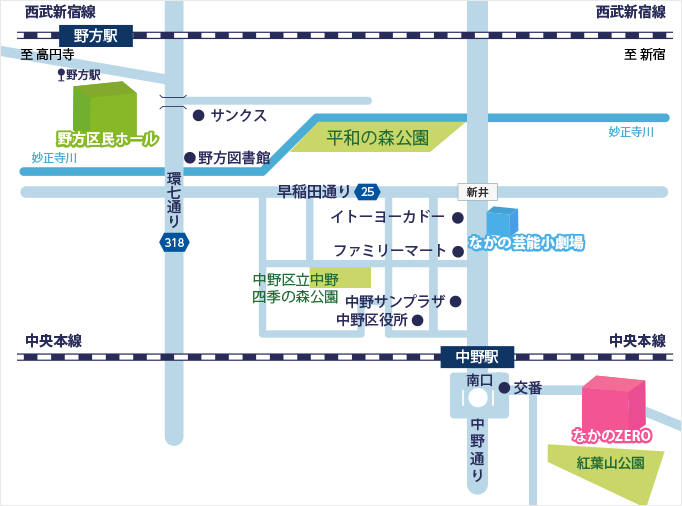 西武新宿線
西武新宿線
野方駅
至 高円寺
至 新宿
野方駅
サンクス
野方区民ホール
平和の森公園
妙正寺川
妙正寺川
野方図書館
環七通り
早稲田通り
25
新井
イトーヨーカドー
318
なかの芸能小劇場
ファミリーマート
中野区立中野
四季の森公園
中野サンプラザ
中野区役所
中央本線
中央本線
中野駅
南口
交番
中野通り
なかのZERO
紅葉山公園